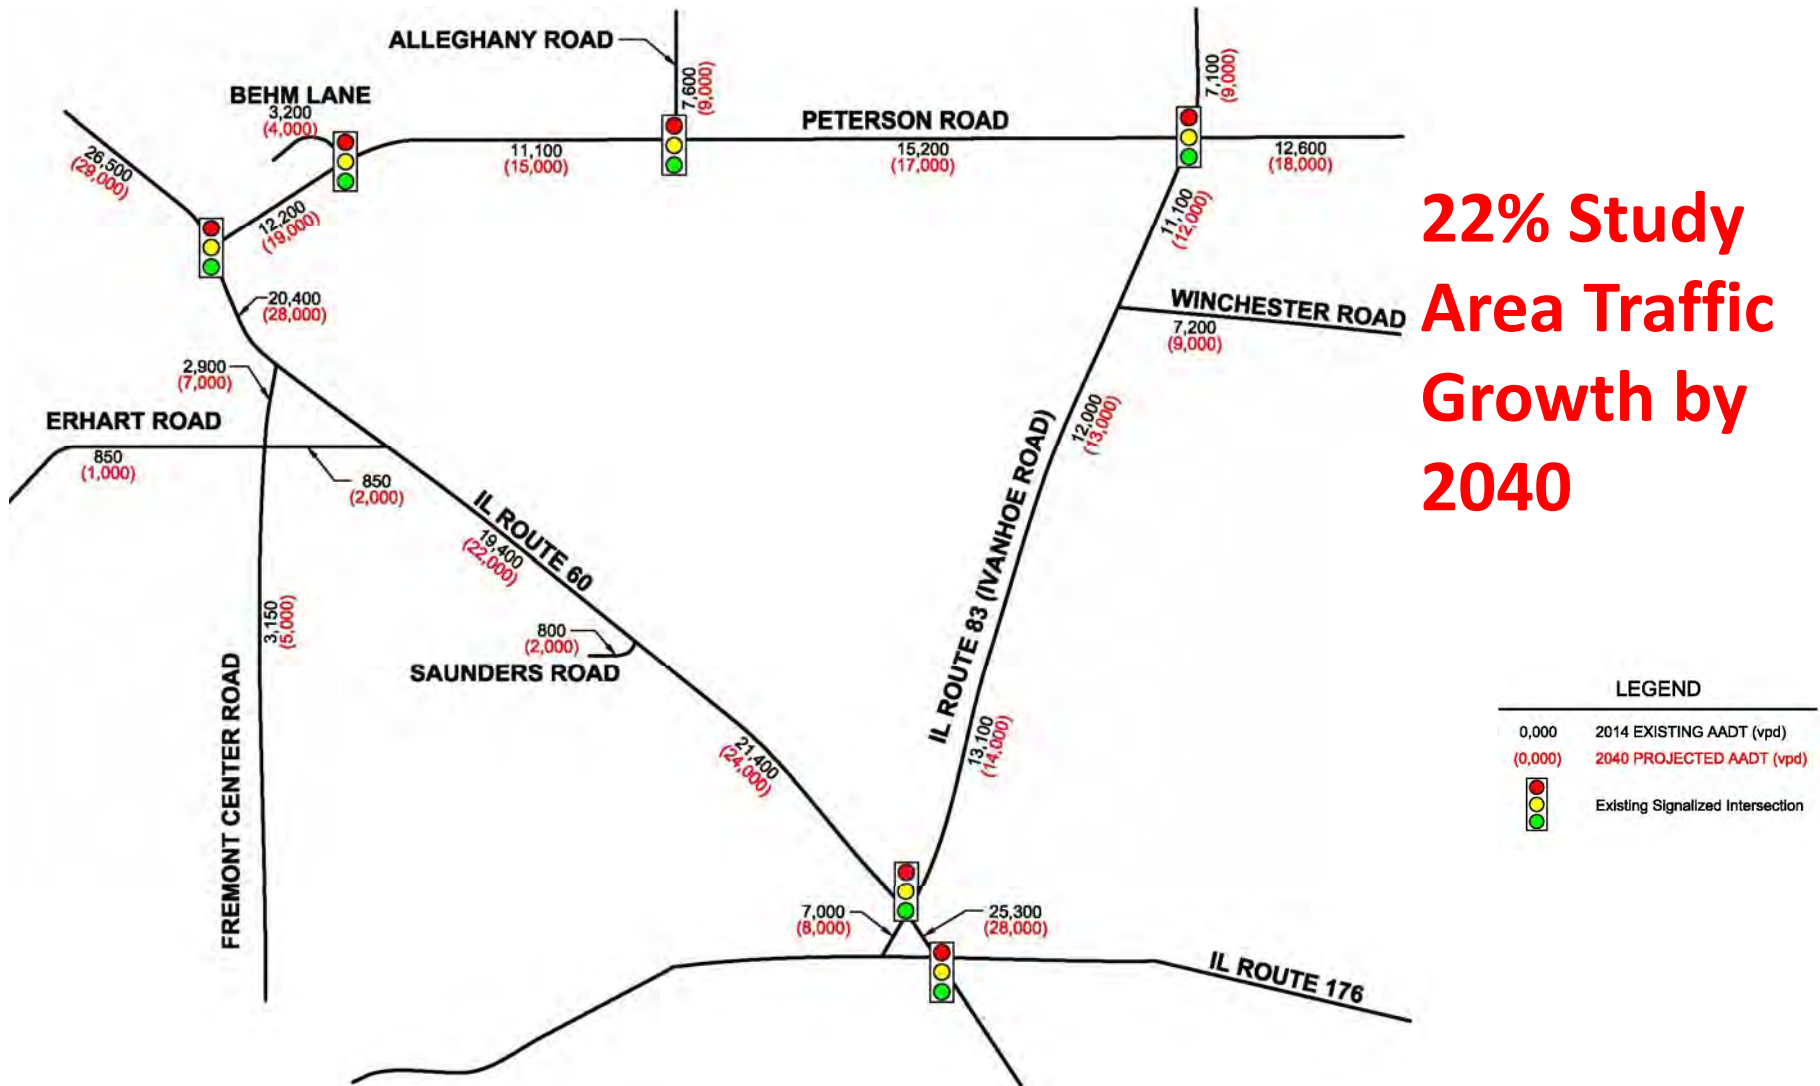 ALLEGHANY ROAD
7,600
(9,000)
7,100
(9,000)
BEHM LANE
3,200
(4,000)
PETERSON ROAD
26,500
(29,000)
11,100
(15,000)
15,200
(17,000)
12,600
(18,000)
12,200
(19,000)
11,100
(12,000)
22% Study
Area Traffic
Growth by
2040
20,400
(28,000)
WINCHESTER ROAD
7,200
(9,000)
2,900
(7,000)
ERHART ROAD
850
(1,000)
850
(2,000)
12,000
(13,000)
IL ROUTE 60
19,400
(22,000)
IL ROUTE 83 (IVANHOE ROAD)
3,150
(5,000)
800
(2,000)
SAUNDERS ROAD
FREMONT CENTER ROAD
21,400
(24,000)
13,100
(14,000)
LEGEND
0,000 2014 EXISTING AADT (vpd)
(0,000) 2040 PROJECTED AADT (vpd)
Existing Signalized Intersection
7,000
(8,000)
25,300
(28,000)
IL ROUTE 176